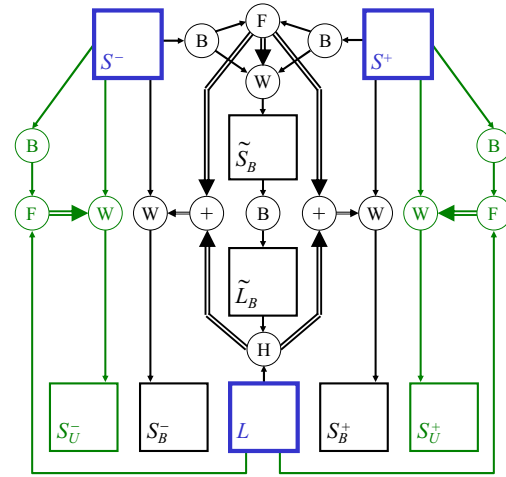 F
B B
S⁻ S⁺
W
B B
S̃_B
F W W + B + W W F
L̃_B
H
S_U⁻ S_B⁻ L S_B⁺ S_U⁺